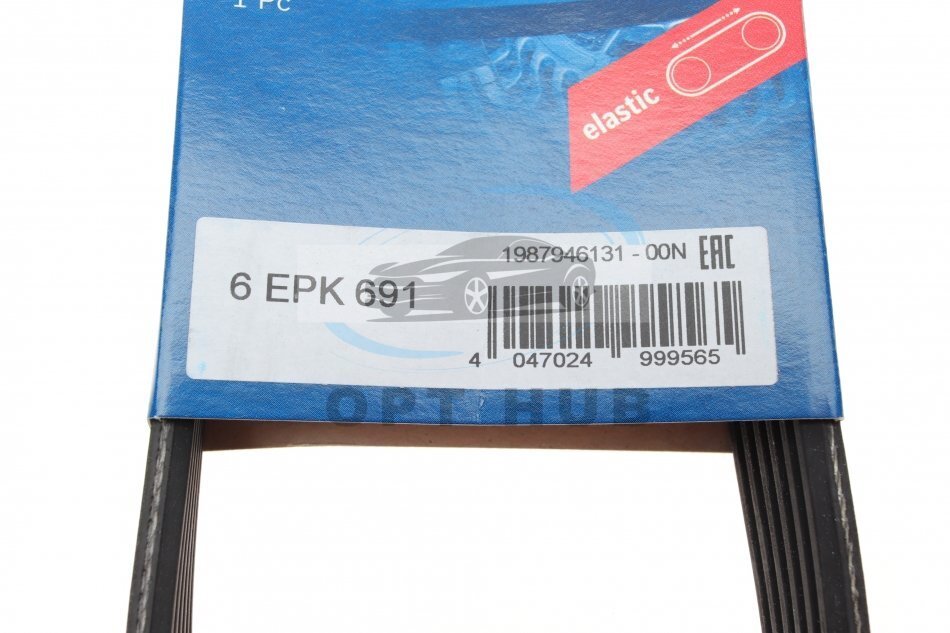 1 Pc
elastic
1987946131 - 00N EAC
6 EPK 691
4 047024 999565
OPT HUB